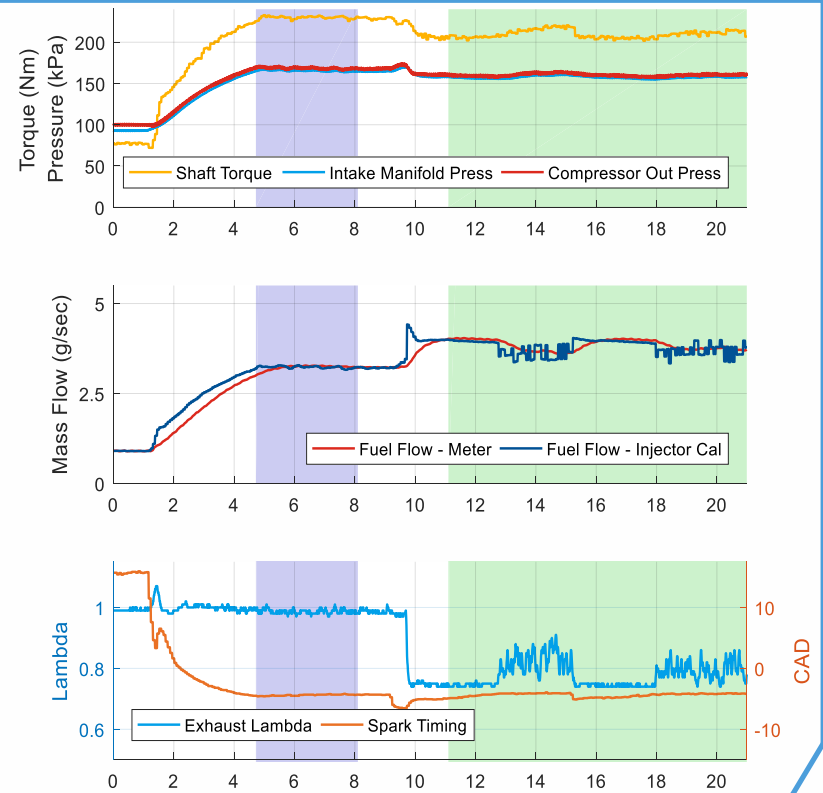 Torque (Nm)
Pressure (kPa)
200
150
100
50
0
Shaft Torque Intake Manifold Press Compressor Out Press
0 2 4 6 8 10 12 14 16 18 20
Mass Flow (g/sec)
5
2.5
0
Fuel Flow - Meter Fuel Flow - Injector Cal
0 2 4 6 8 10 12 14 16 18 20
Lambda
1
0.8
0.6
10
0
-10
CAD
Exhaust Lambda Spark Timing
0 2 4 6 8 10 12 14 16 18 20